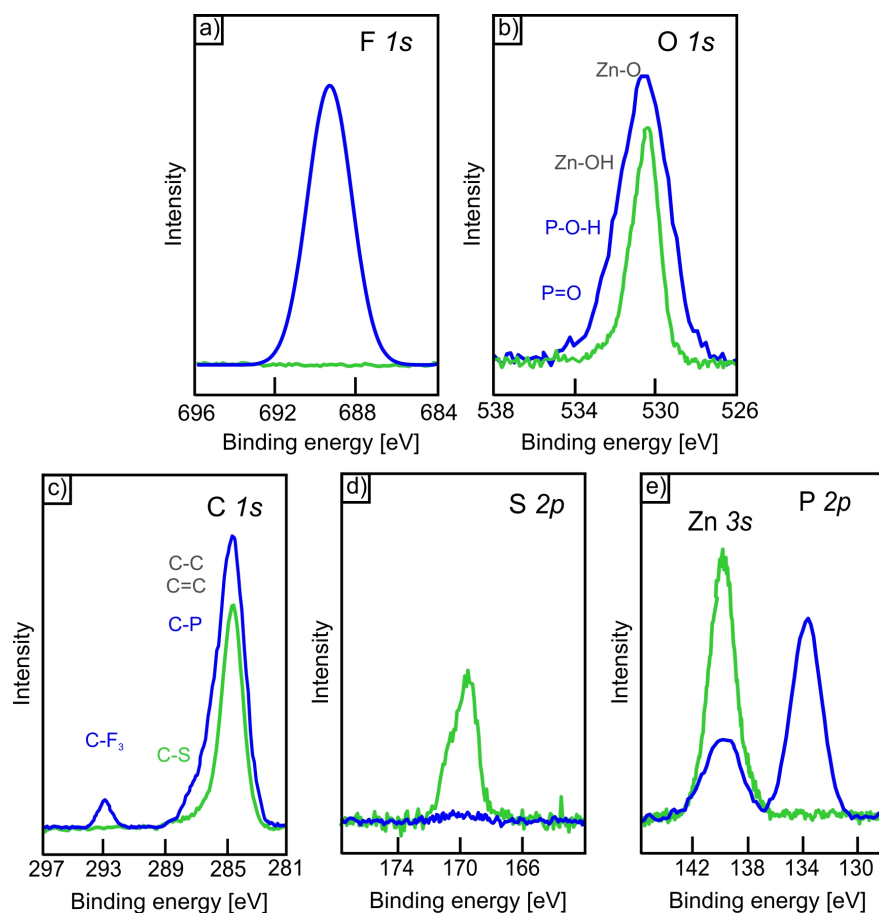 a)
F 1s
Intensity
696 692 688 684
Binding energy [eV]
b)
O 1s
Zn-O
Zn-OH
P-O-H
P=O
Intensity
538 534 530 526
Binding energy [eV]
c)
C 1s
C-C
C=C
C-P
C-F₃
C-S
Intensity
297 293 289 285 281
Binding energy [eV]
d)
S 2p
Intensity
174 170 166
Binding energy [eV]
e)
Zn 3s
P 2p
Intensity
142 138 134 130
Binding energy [eV]